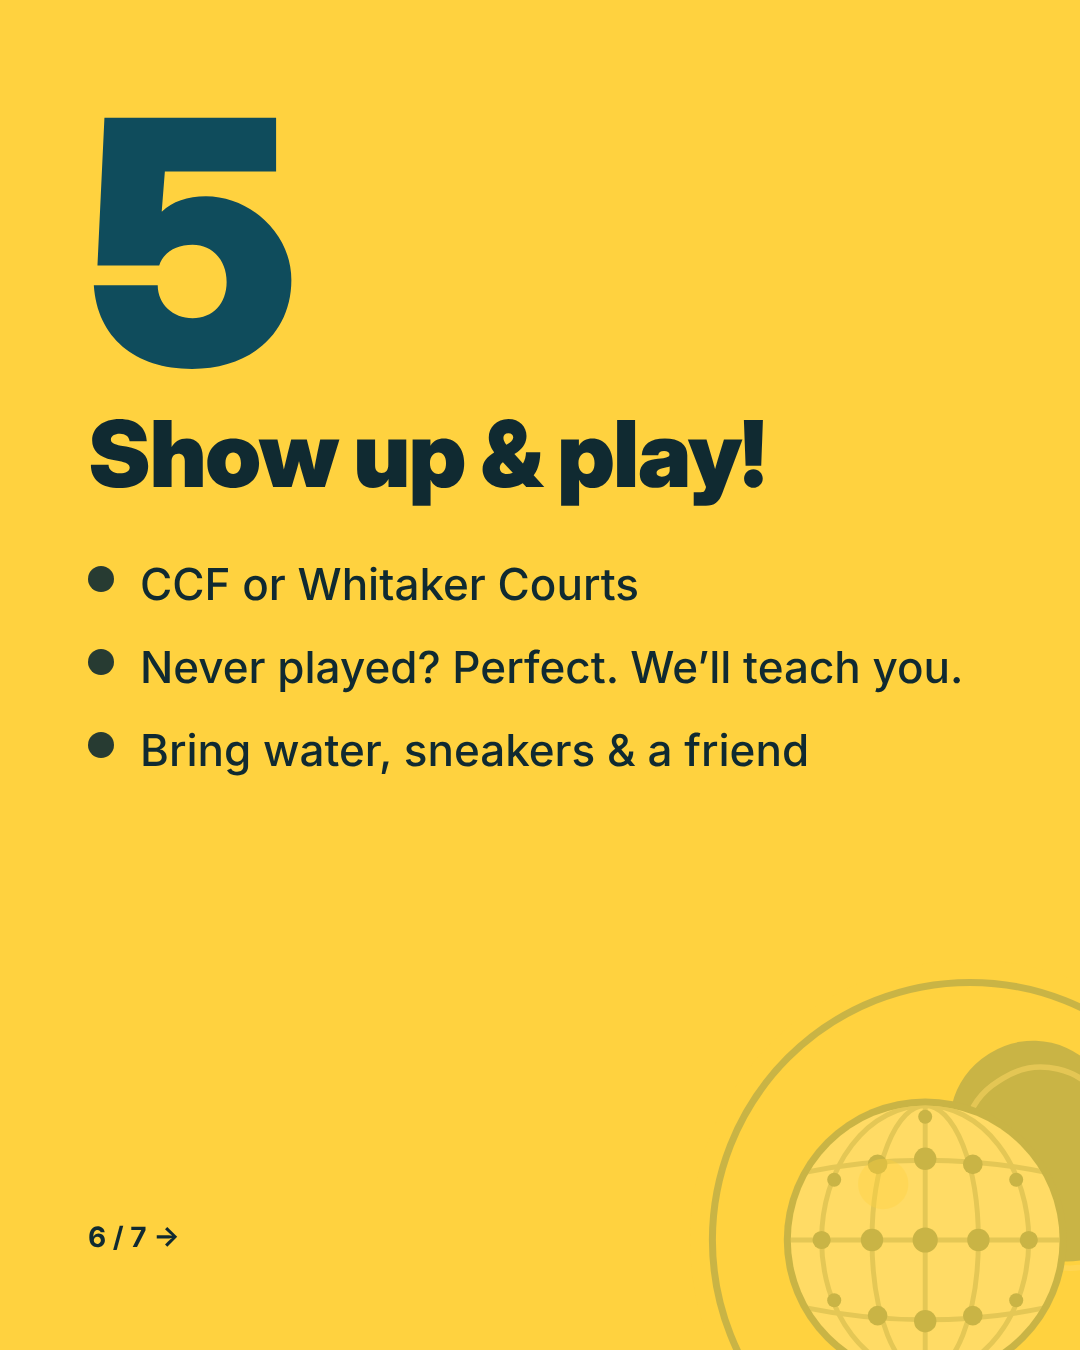 5
Show up & play!
CCF or Whitaker Courts
Never played? Perfect. We’ll teach you.
Bring water, sneakers & a friend
6 / 7 →